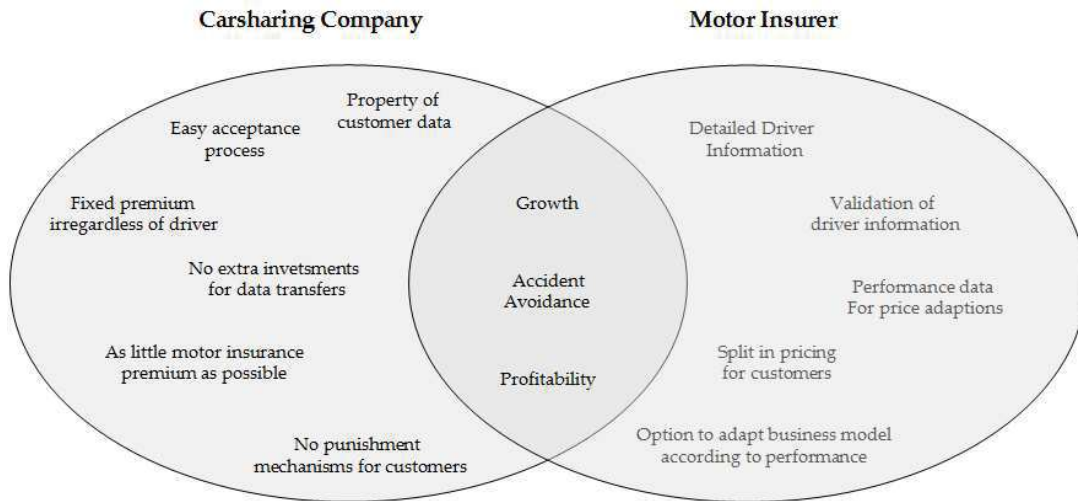 Carsharing Company
Motor Insurer
Property of
customer data
Easy acceptance
process
Fixed premium
irregardless of driver
No extra invetsments
for data transfers
As little motor insurance
premium as possible
No punishment
mechanisms for customers
Growth
Accident
Avoidance
Profitability
Detailed Driver
Information
Validation of
driver information
Performance data
For price adaptions
Split in pricing
for customers
Option to adapt business model
according to performance